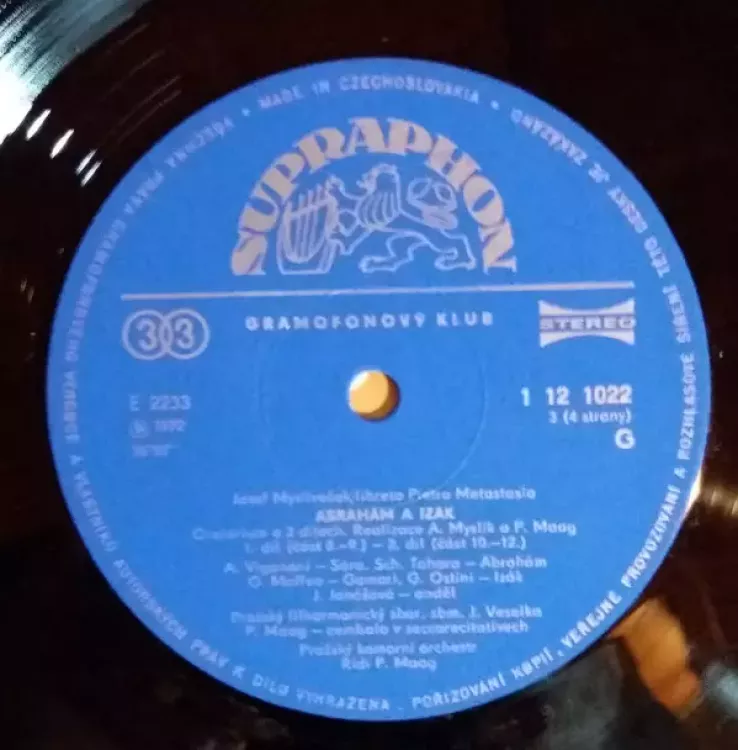 MADE IN CZECHOSLOVAKIA • VŠECHNA PRÁVA GRAMOFONOVÉHO VÝROBCE A VLASTNÍKŮ AUTORSKÝCH PRÁV K DÍLU VYHRAZENA. POŘIZOVÁNÍ KOPIÍ, VEŘEJNÉ PROVOZOVÁNÍ A ROZHLASOVÉ ŠÍŘENÍ TÉTO DESKY JE ZAKÁZÁNO •
SUPRAPHON
GRAMOFONOVÝ KLUB
33
STEREO
E 2233
1 12 1022
3 (4 strany)
Ⓟ 1972
G
Josef Mysliveček/libreto Pietro Metastasio
ABRAHÁM A IZÁK
Oratorium o 2 dílech. Realizace A. Myslík a P. Maag
1. díl (část 8.-9.) - 2. díl (část 10.-12.)
- Sára, Sch. Tahara - Abrahám
G. Maffeo - Gamari, G. Ostini - Izák
J. Jonášová - anděl
Pražský filharmonický sbor, sbm. J. Veselka
P. Maag - cembalo v seccorecitativech
Pražský komorní orchestr
Řídí P. Maag